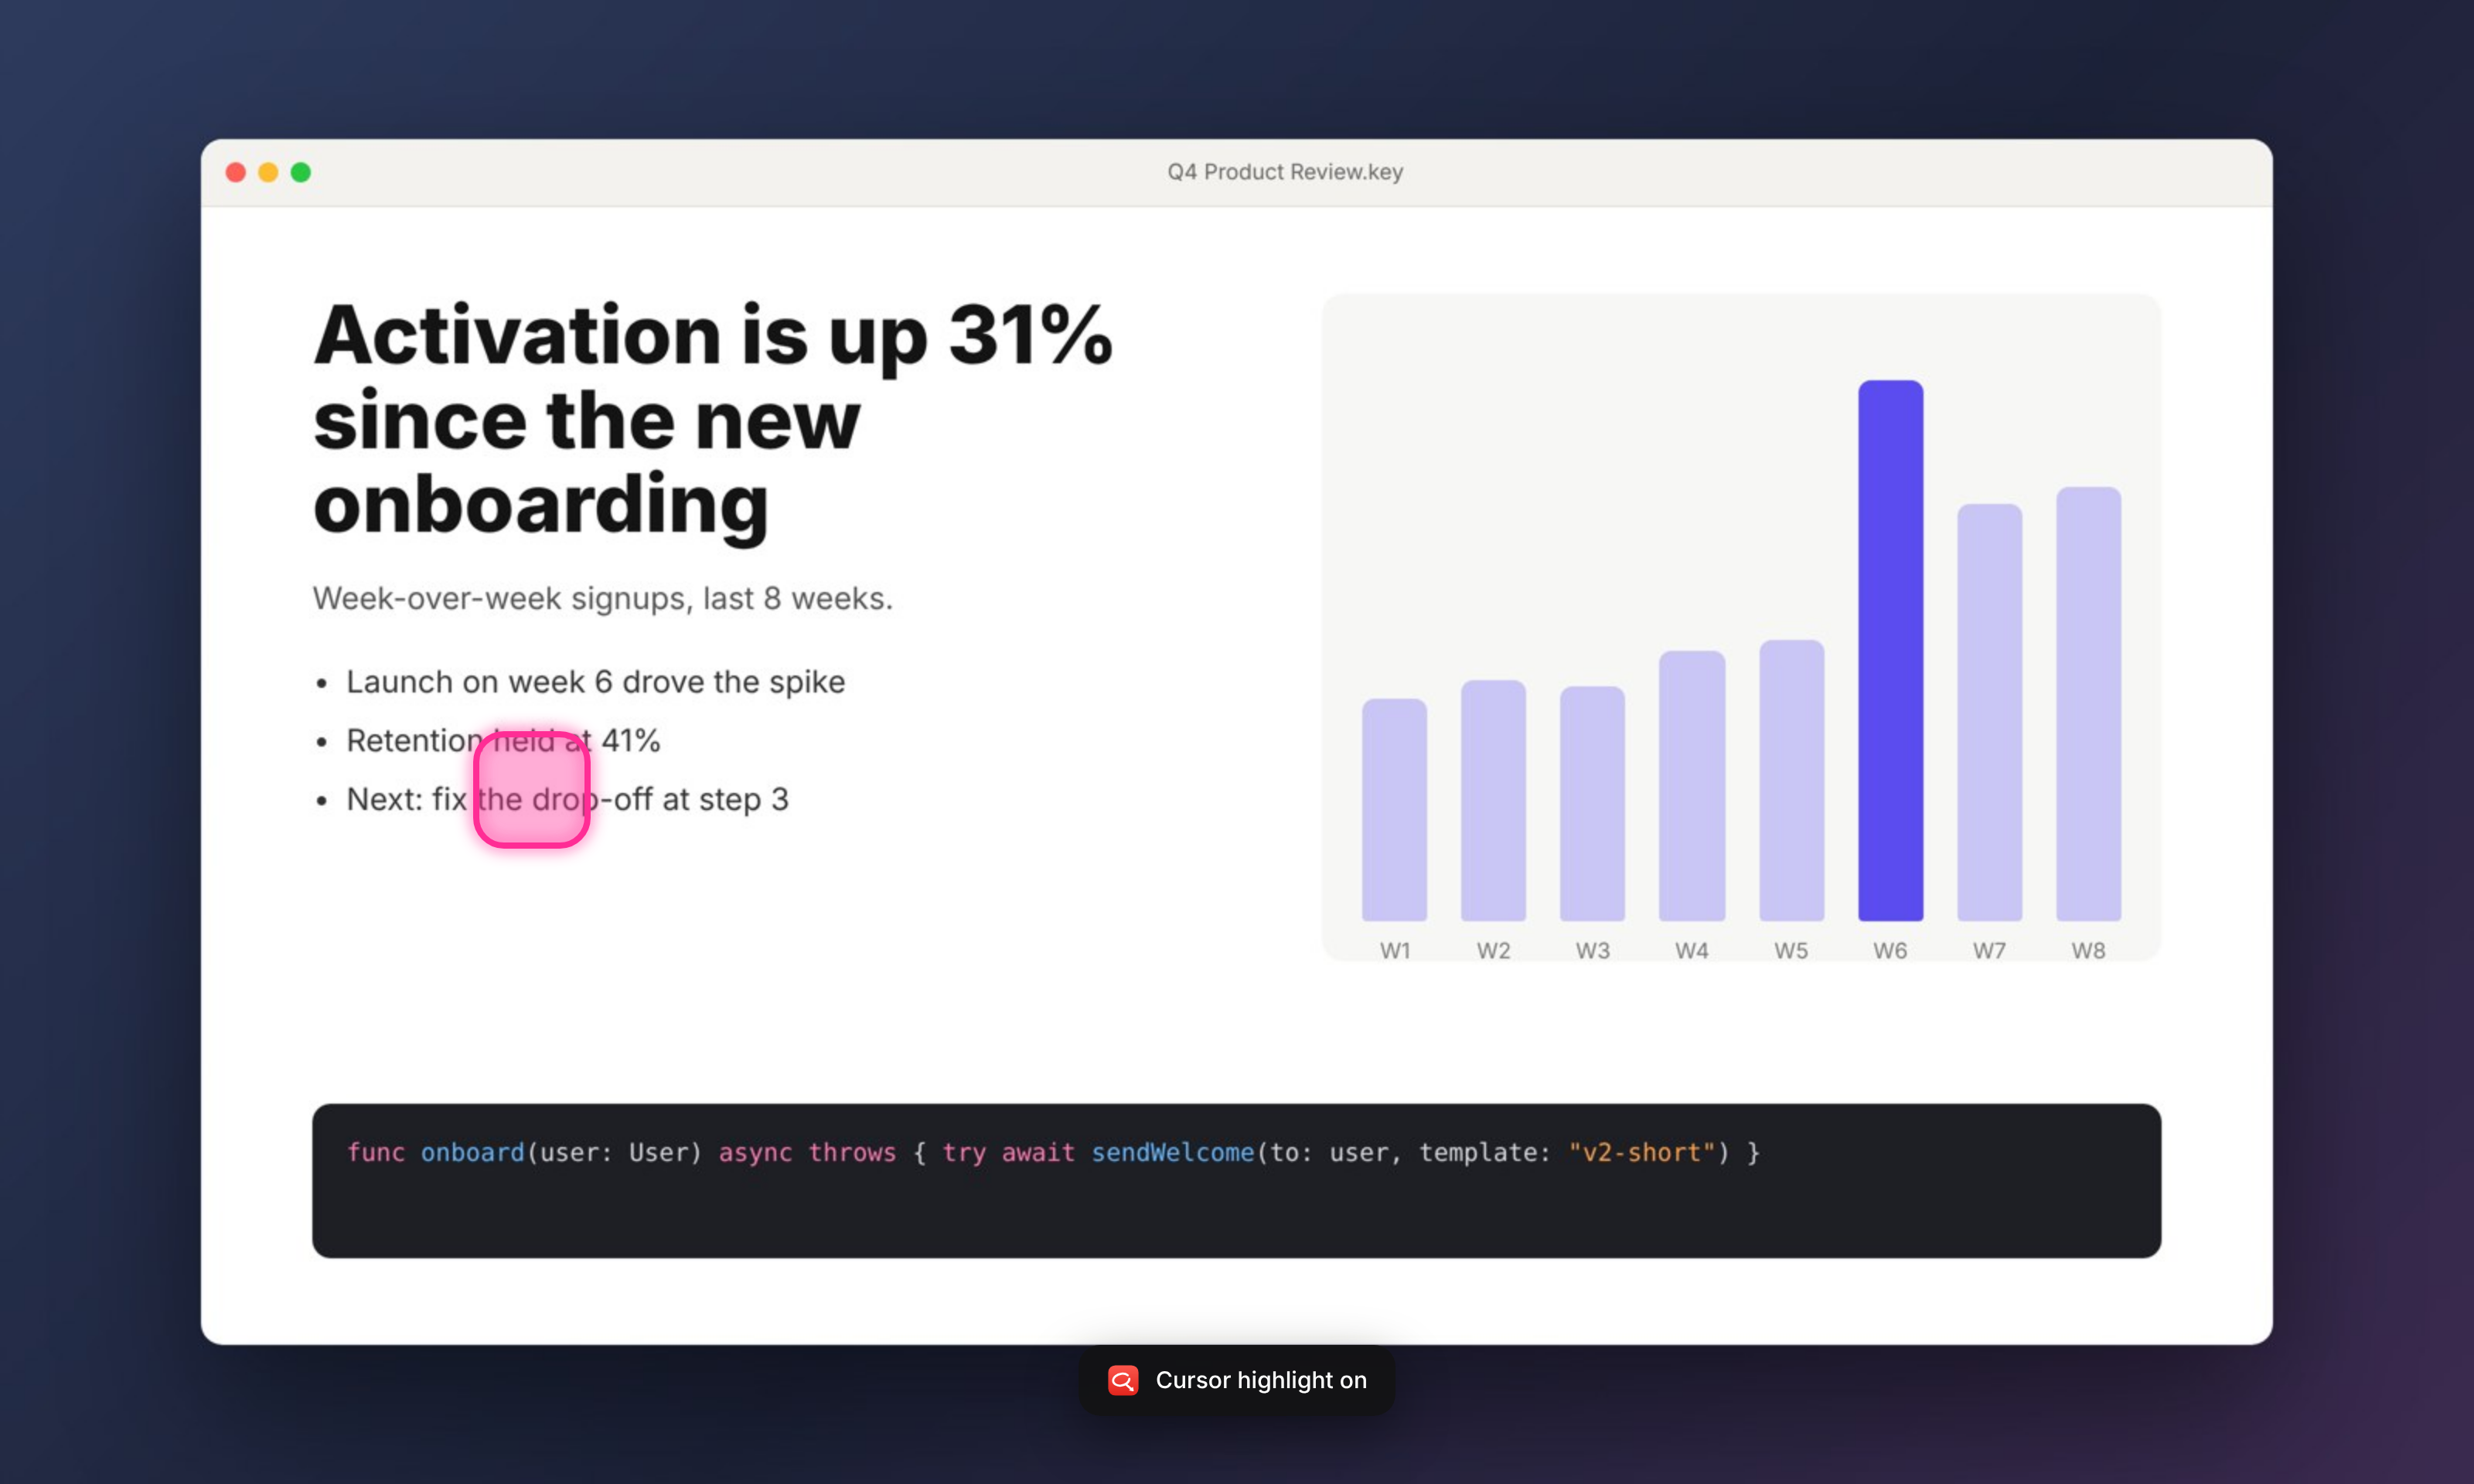 Q4 Product Review.key
Activation is up 31%
since the new
onboarding
Week-over-week signups, last 8 weeks.
• Launch on week 6 drove the spike
• Retention held at 41%
• Next: fix the drop-off at step 3
W1 W2 W3 W4 W5 W6 W7 W8
func onboard(user: User) async throws { try await sendWelcome(to: user, template: "v2-short") }
Cursor highlight on